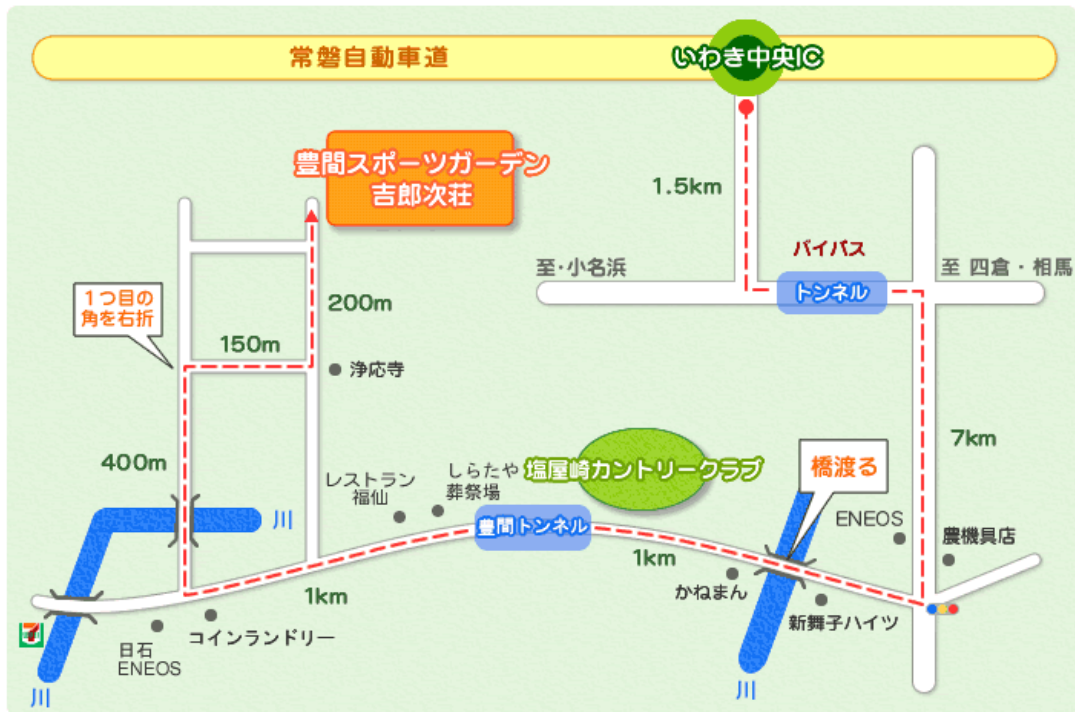 常磐自動車道
いわき中央IC
豊間スポーツガーデン
吉郎次荘
1.5km
バイパス
至・小名浜
トンネル
至 四倉・相馬
200m
1つ目の
角を右折
150m
浄応寺
7km
400m
レストラン
福仙
しらたや
葬祭場
塩屋崎カントリークラブ
橋渡る
川
豊間トンネル
ENEOS
農機具店
1km
1km
かねまん
新舞子ハイツ
コインランドリー
日石
ENEOS
7
川
川